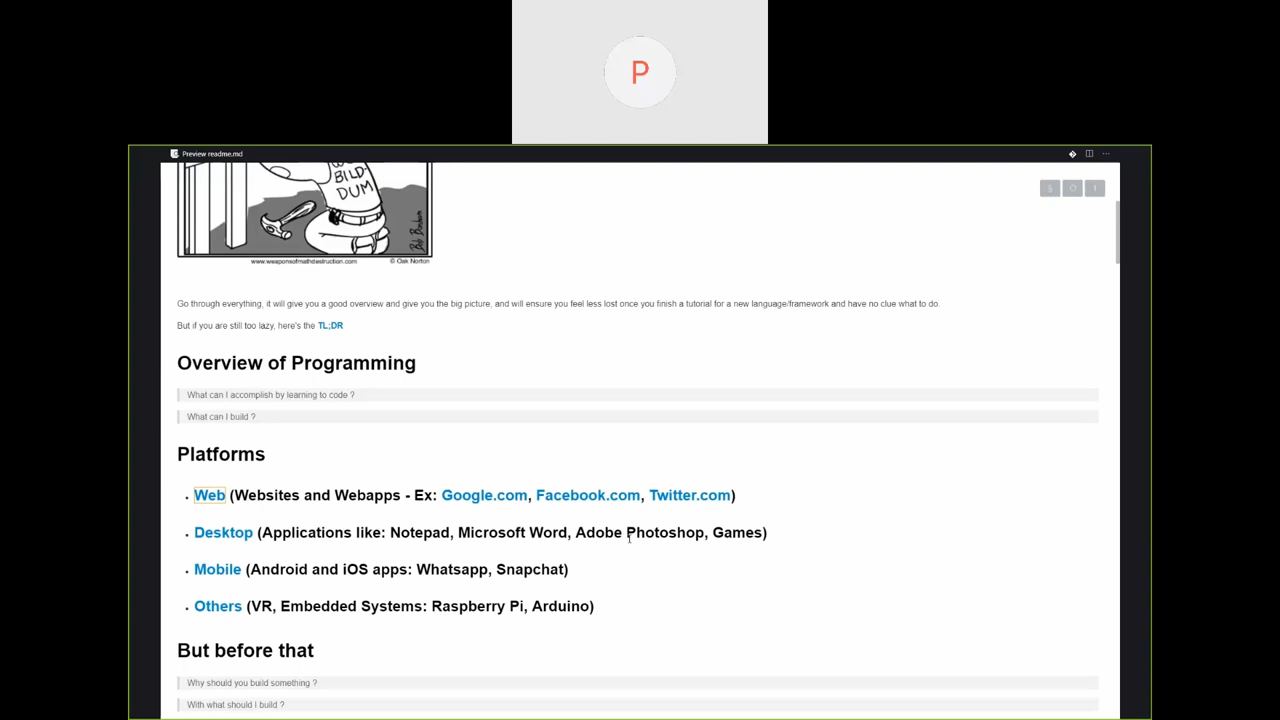 P
Preview readme.md
BILD-
DUM
Bob Bonham
www.weaponsofmathdestruction.com © Oak Norton
5 0 1
Go through everything, it will give you a good overview and give you the big picture, and will ensure you feel less lost once you finish a tutorial for a new language/framework and have no clue what to do.
But if you are still too lazy, here's the TL;DR
Overview of Programming
What can I accomplish by learning to code ?
What can I build ?
Platforms
Web (Websites and Webapps - Ex: Google.com, Facebook.com, Twitter.com)
Desktop (Applications like: Notepad, Microsoft Word, Adobe Photoshop, Games)
Mobile (Android and iOS apps: Whatsapp, Snapchat)
Others (VR, Embedded Systems: Raspberry Pi, Arduino)
But before that
Why should you build something ?
With what should I build ?